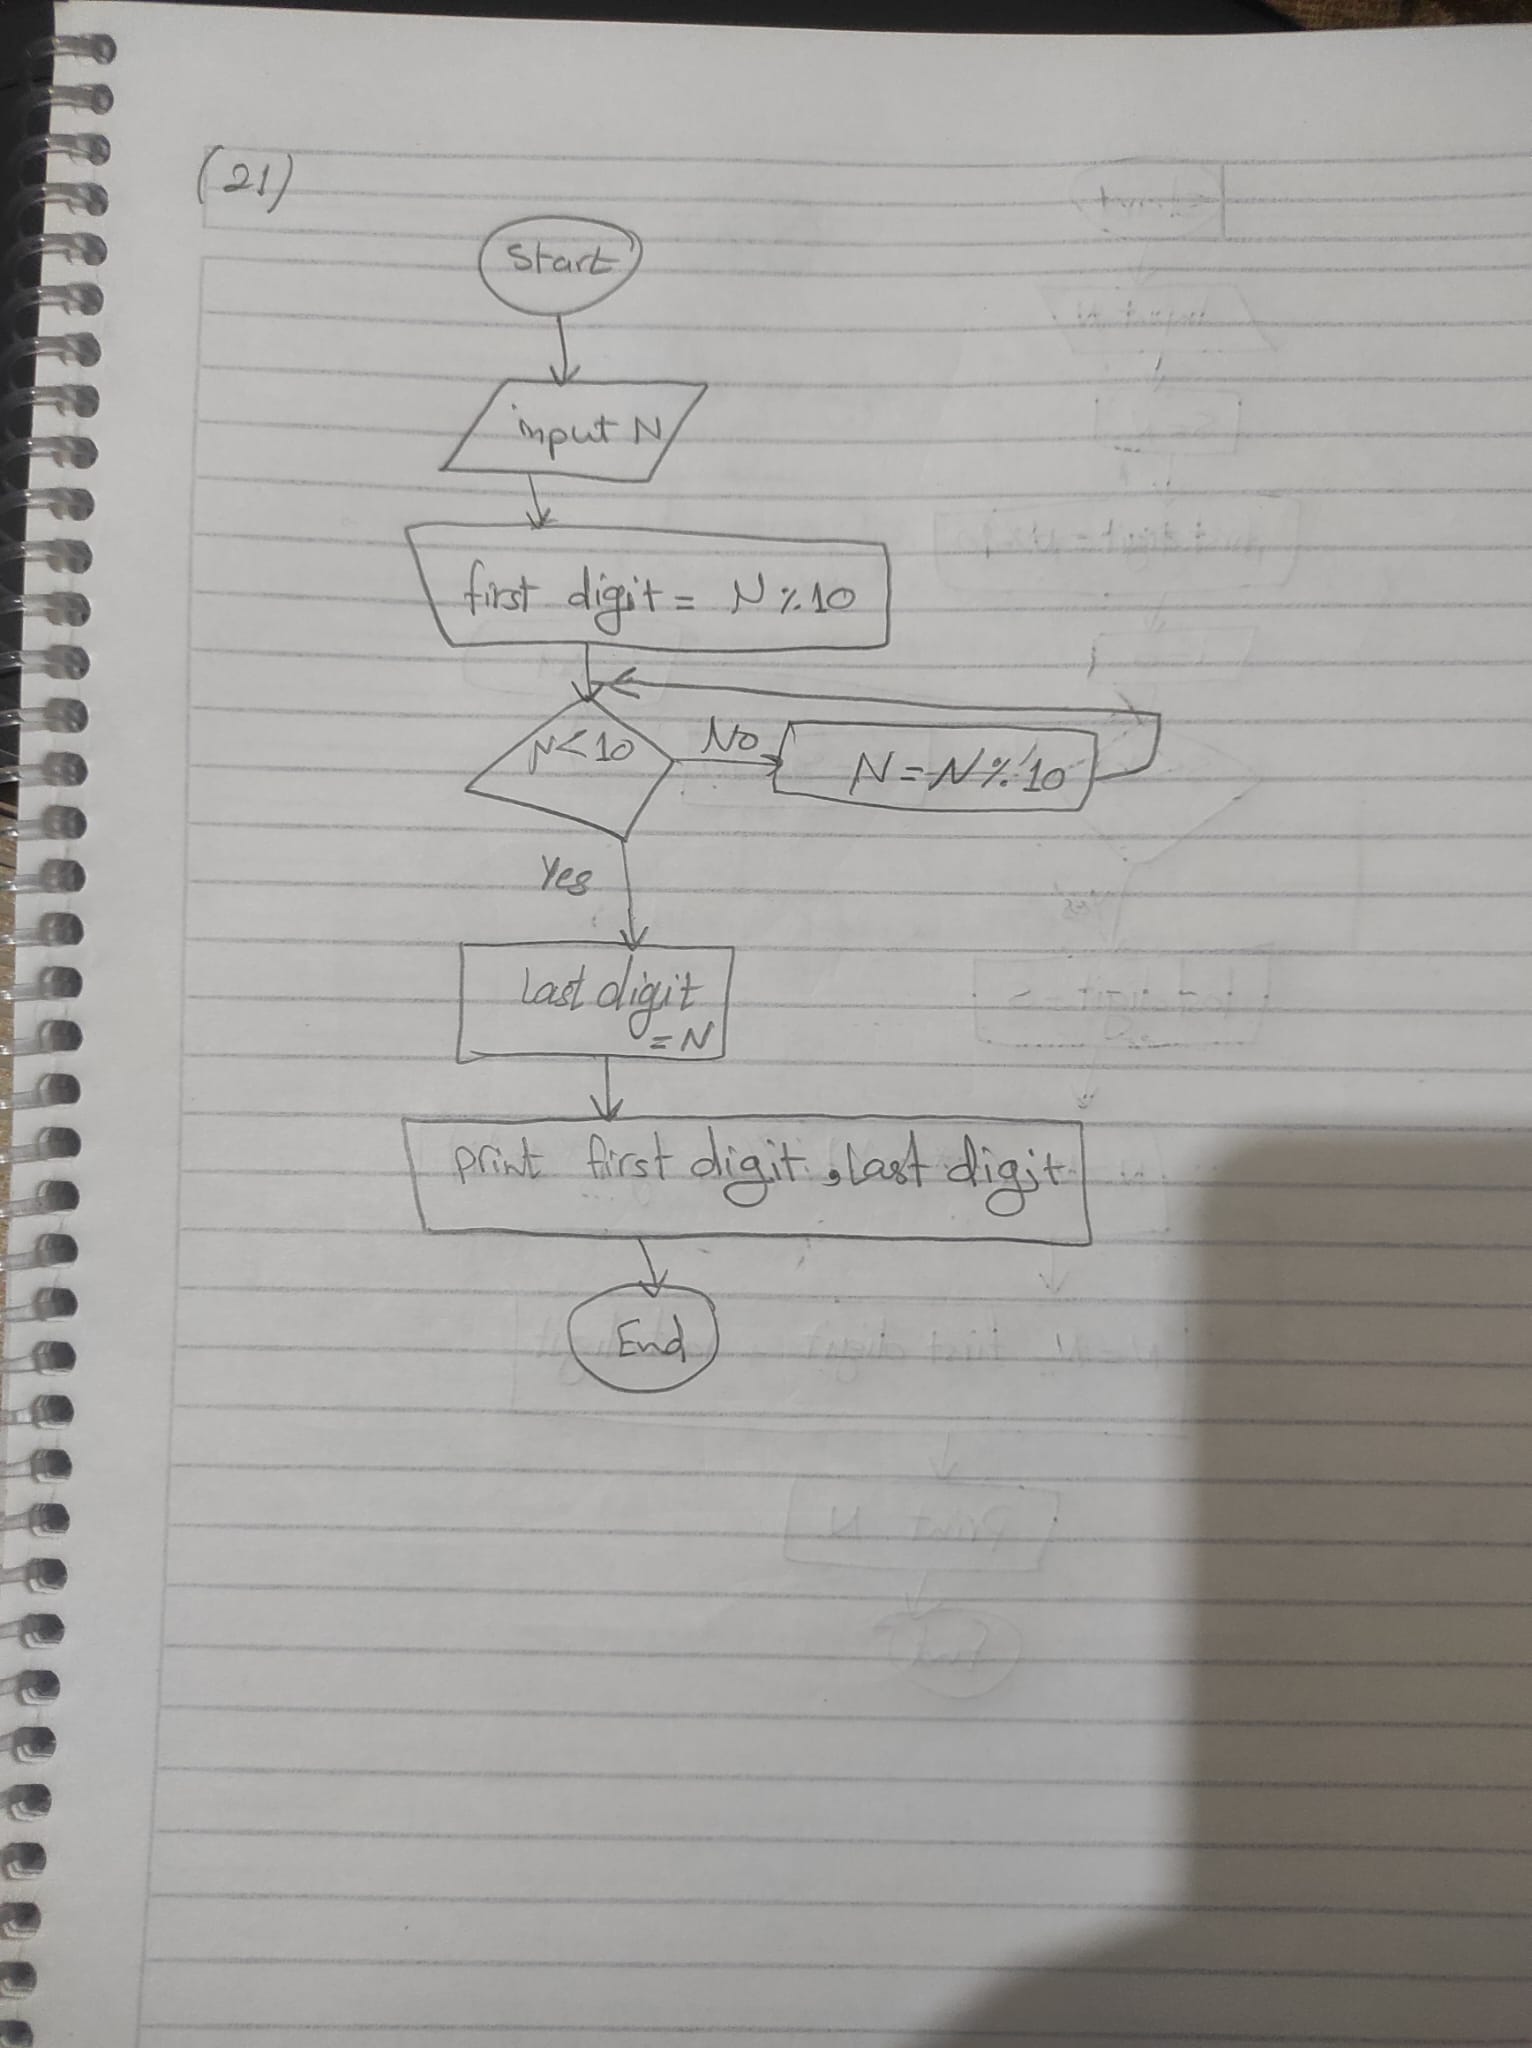 (21)
Start
input N
first digit = N % 10
N < 10
No
N = N % 10
Yes
Last digit
= N
print first digit , Last digit
End